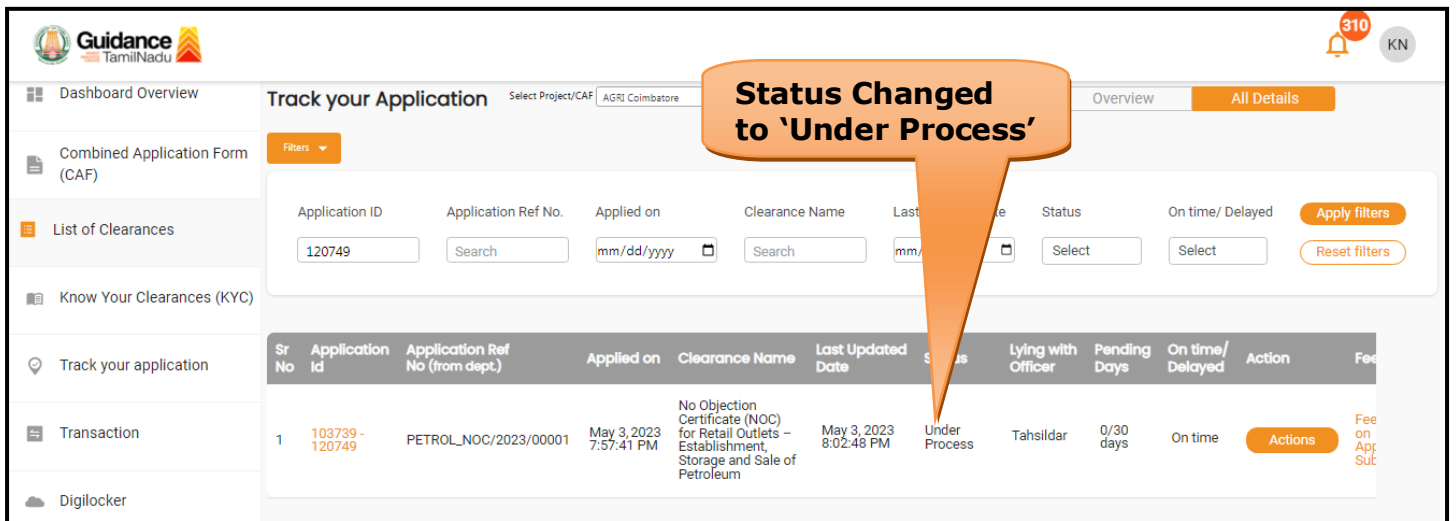 Guidance
TamilNadu
310
KN
Dashboard Overview
Combined Application Form
(CAF)
List of Clearances
Know Your Clearances (KYC)
Track your application
Transaction
Digilocker
Track your Application
Select Project/CAF
AGRI Coimbatore
Overview
All Details
Status Changed
to ‘Under Process’
Filters
Application ID
Application Ref No.
Applied on
Clearance Name
Last
Status
On time/ Delayed
Apply filters
120749
Search
mm/dd/yyyy
Search
mm/
Select
Select
Reset filters
Sr
No
Application
Id
Application Ref
No (from dept.)
Applied on
Clearance Name
Last Updated
Date
Lying with
Officer
Pending
Days
On time/
Delayed
Action
1
103739 -
120749
PETROL_NOC/2023/00001
May 3, 2023
7:57:41 PM
No Objection
Certificate (NOC)
for Retail Outlets –
Establishment,
Storage and Sale of
Petroleum
May 3, 2023
8:02:48 PM
Under
Process
Tahsildar
0/30
days
On time
Actions
Fee
on
App
Sub